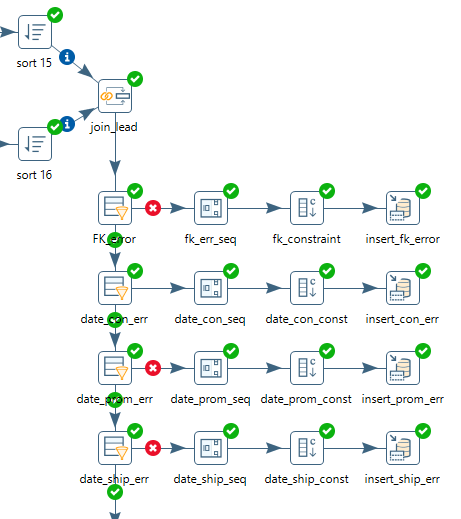 sort 15
join_lead
sort 16
FK_error
fk_err_seq
fk_constraint
insert_fk_error
date_con_err
date_con_seq
date_con_const
insert_con_err
date_prom_err
date_prom_seq
date_prom_const
insert_prom_err
date_ship_err
date_ship_seq
date_ship_const
insert_ship_err